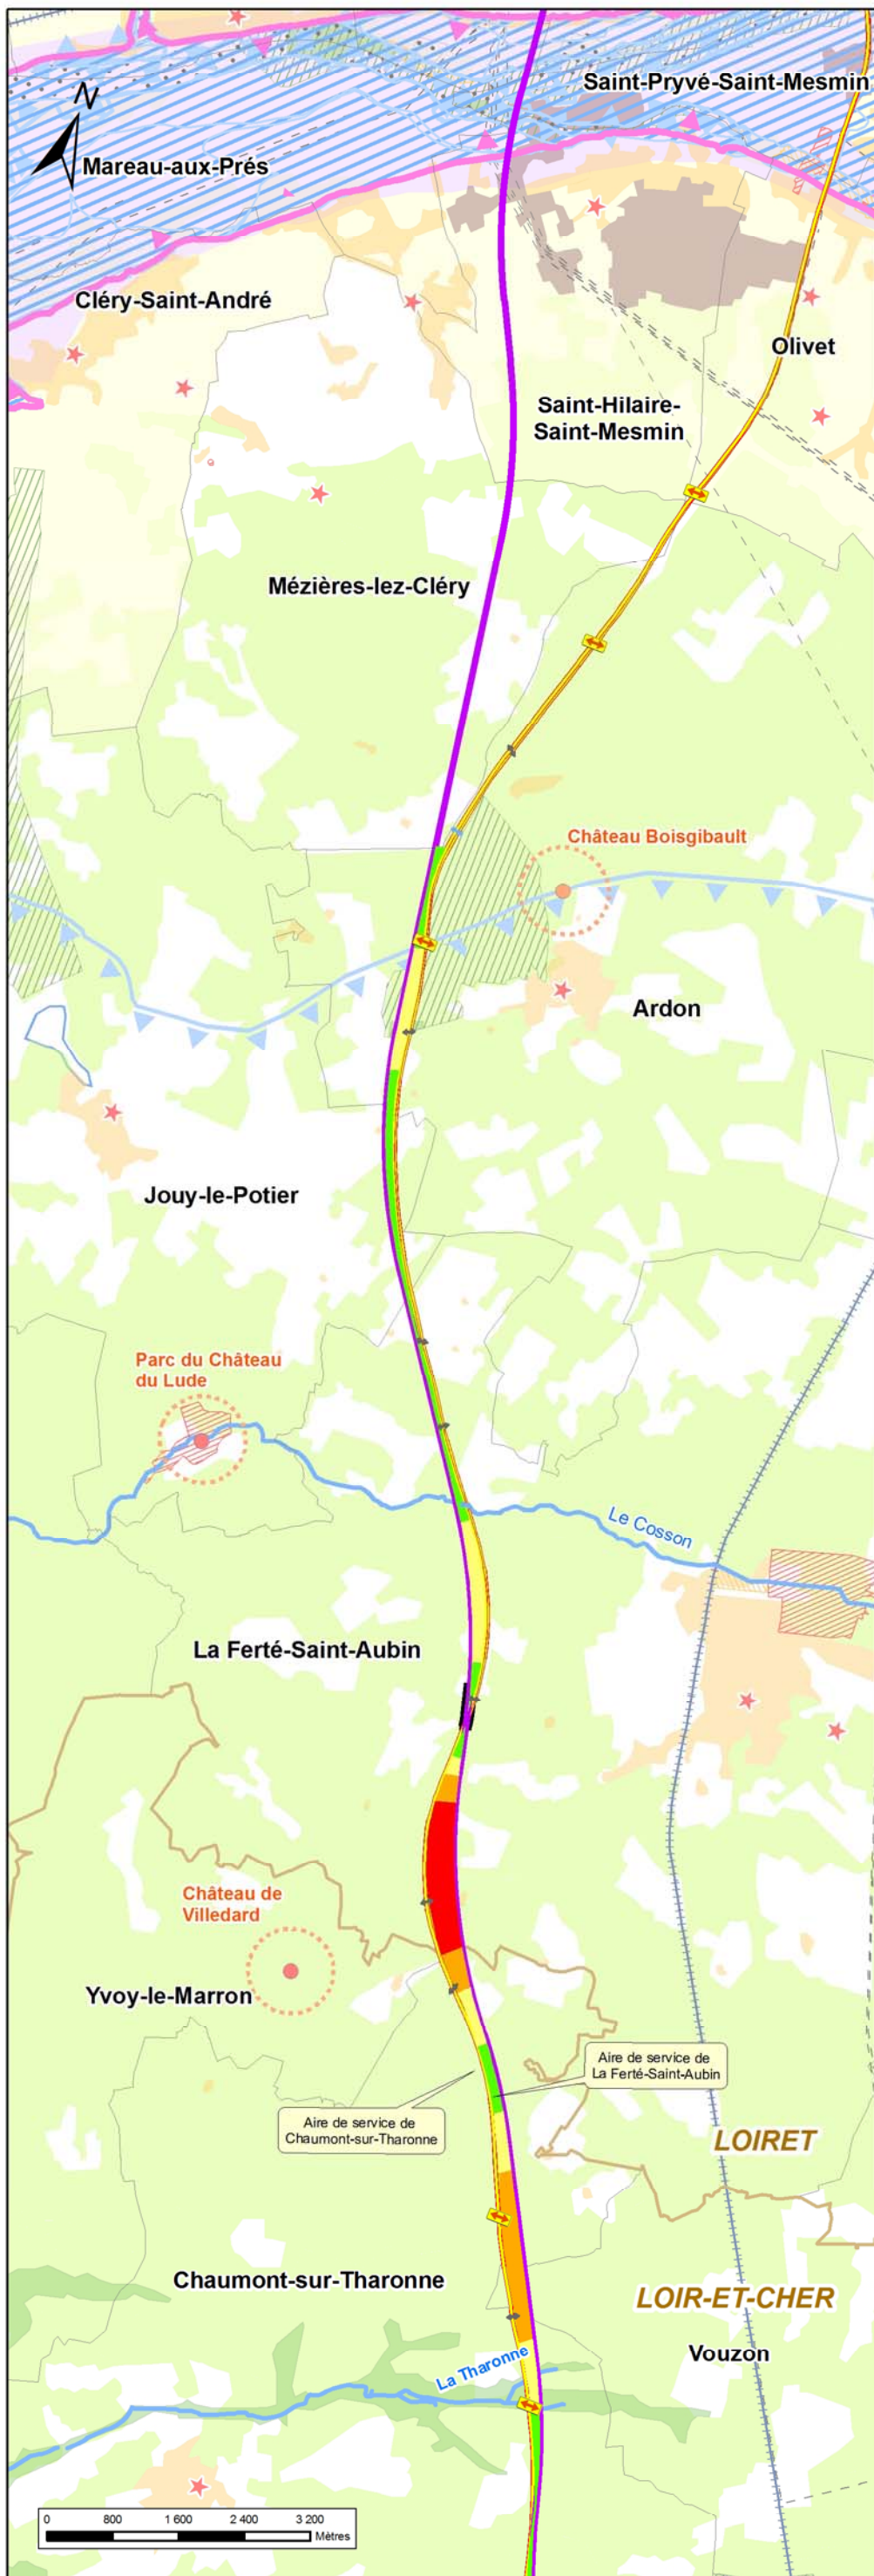 Saint-Pryvé-Saint-Mesmin
N
Mareau-aux-Prés
Cléry-Saint-André
Olivet
Saint-Hilaire-
Saint-Mesmin
Mézières-lez-Cléry
Château Boisgibault
Ardon
Jouy-le-Potier
Parc du Château
du Lude
Le Cosson
La Ferté-Saint-Aubin
Château de
Villedard
Yvoy-le-Marron
Aire de service de
La Ferté-Saint-Aubin
Aire de service de
Chaumont-sur-Tharonne
LOIRET
Chaumont-sur-Tharonne
LOIR-ET-CHER
Vouzon
La Tharonne
0 800 1 600 2 400 3 200
Mètres